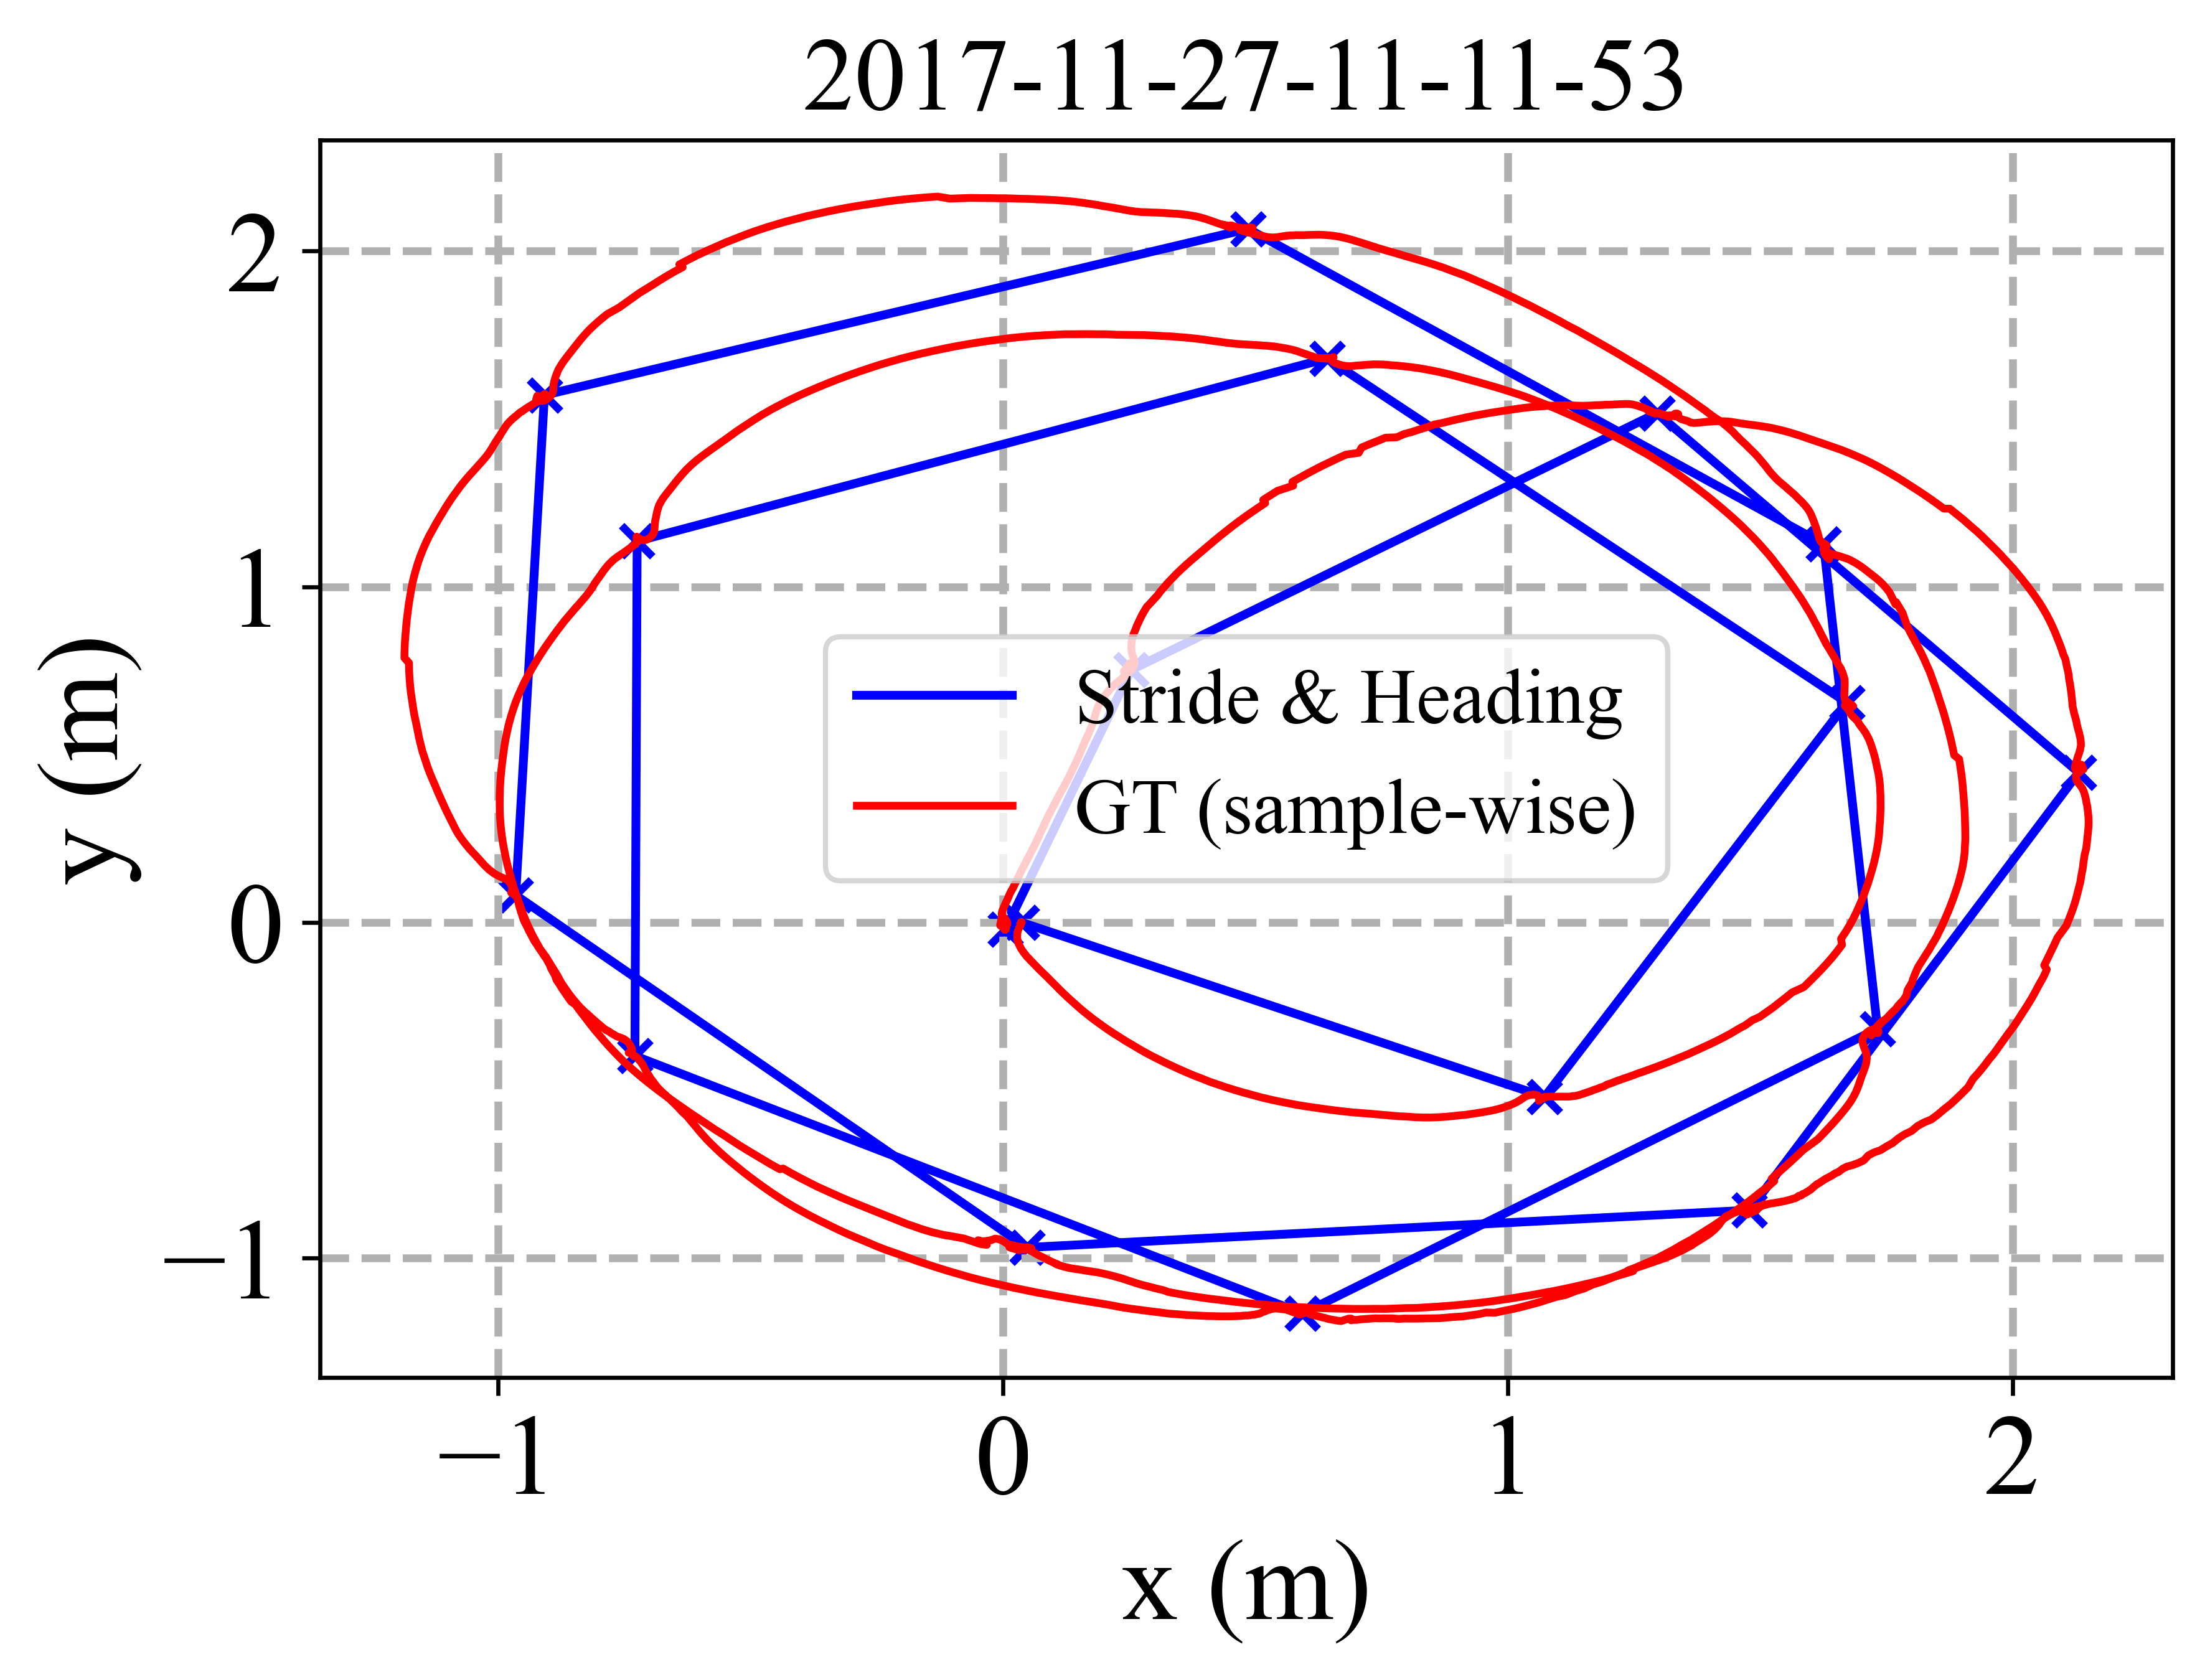 2017-11-27-11-11-53
y (m)
2
1
0
−1
Stride & Heading
GT (sample-wise)
−1 0 1 2
x (m)